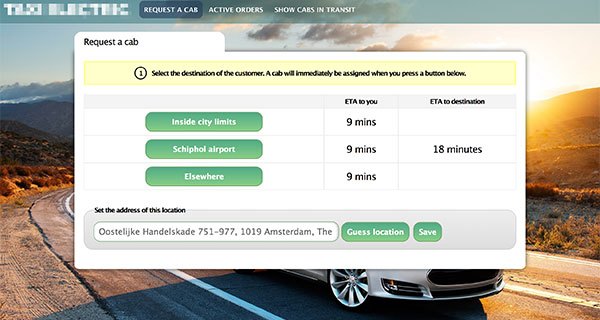 REQUEST A CAB ACTIVE ORDERS SHOW CABS IN TRANSIT
Request a cab
1 Select the destination of the customer. A cab will immediately be assigned when you press a button below.
ETA to you ETA to destination
Inside city limits 9 mins
Schiphol airport 9 mins 18 minutes
Elsewhere 9 mins
Set the address of this location
Oostelijke Handelskade 751-977, 1019 Amsterdam, The Guess location Save